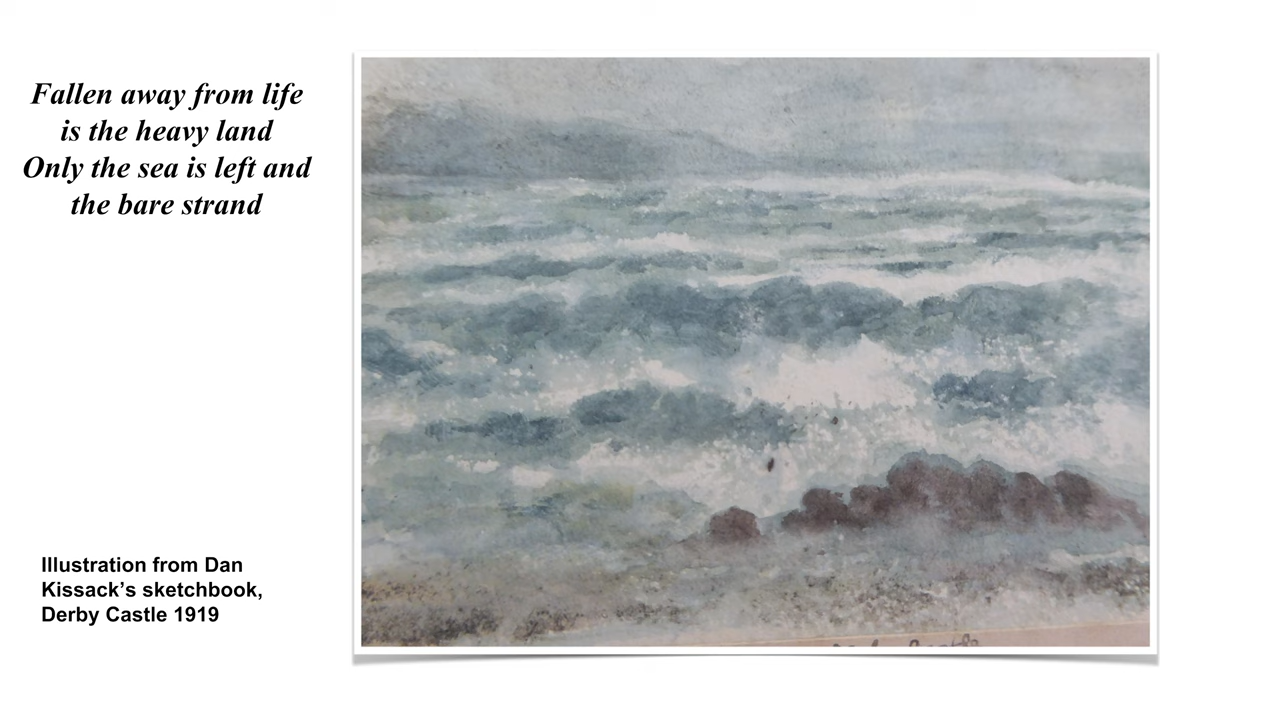 Fallen away from life
is the heavy land
Only the sea is left and
the bare strand
Illustration from Dan
Kissack’s sketchbook,
Derby Castle 1919